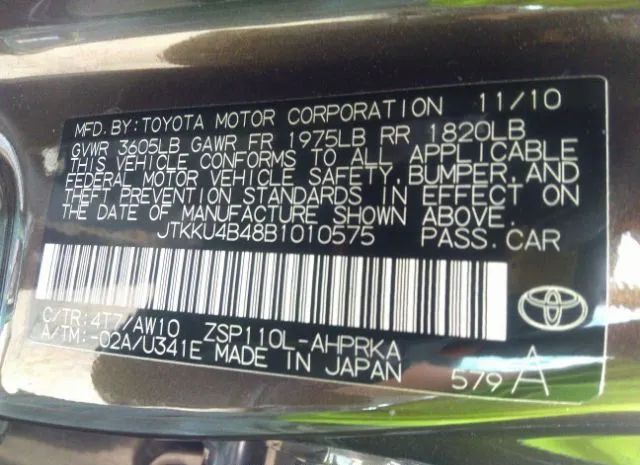 MFD. BY: TOYOTA MOTOR CORPORATION 11/10
GVWR 3605LB GAWR FR 1975LB RR 1820LB
THIS VEHICLE CONFORMS TO ALL APPLICABLE
FEDERAL MOTOR VEHICLE SAFETY, BUMPER, AND
THEFT PREVENTION STANDARDS IN EFFECT ON
THE DATE OF MANUFACTURE SHOWN ABOVE.
JTKKU4B48B1010575 PASS. CAR
C/TR: 4T7/AW10 ZSP110L-AHPRKA
A/TM: -02A/U341E MADE IN JAPAN
579 A
TOYOTA